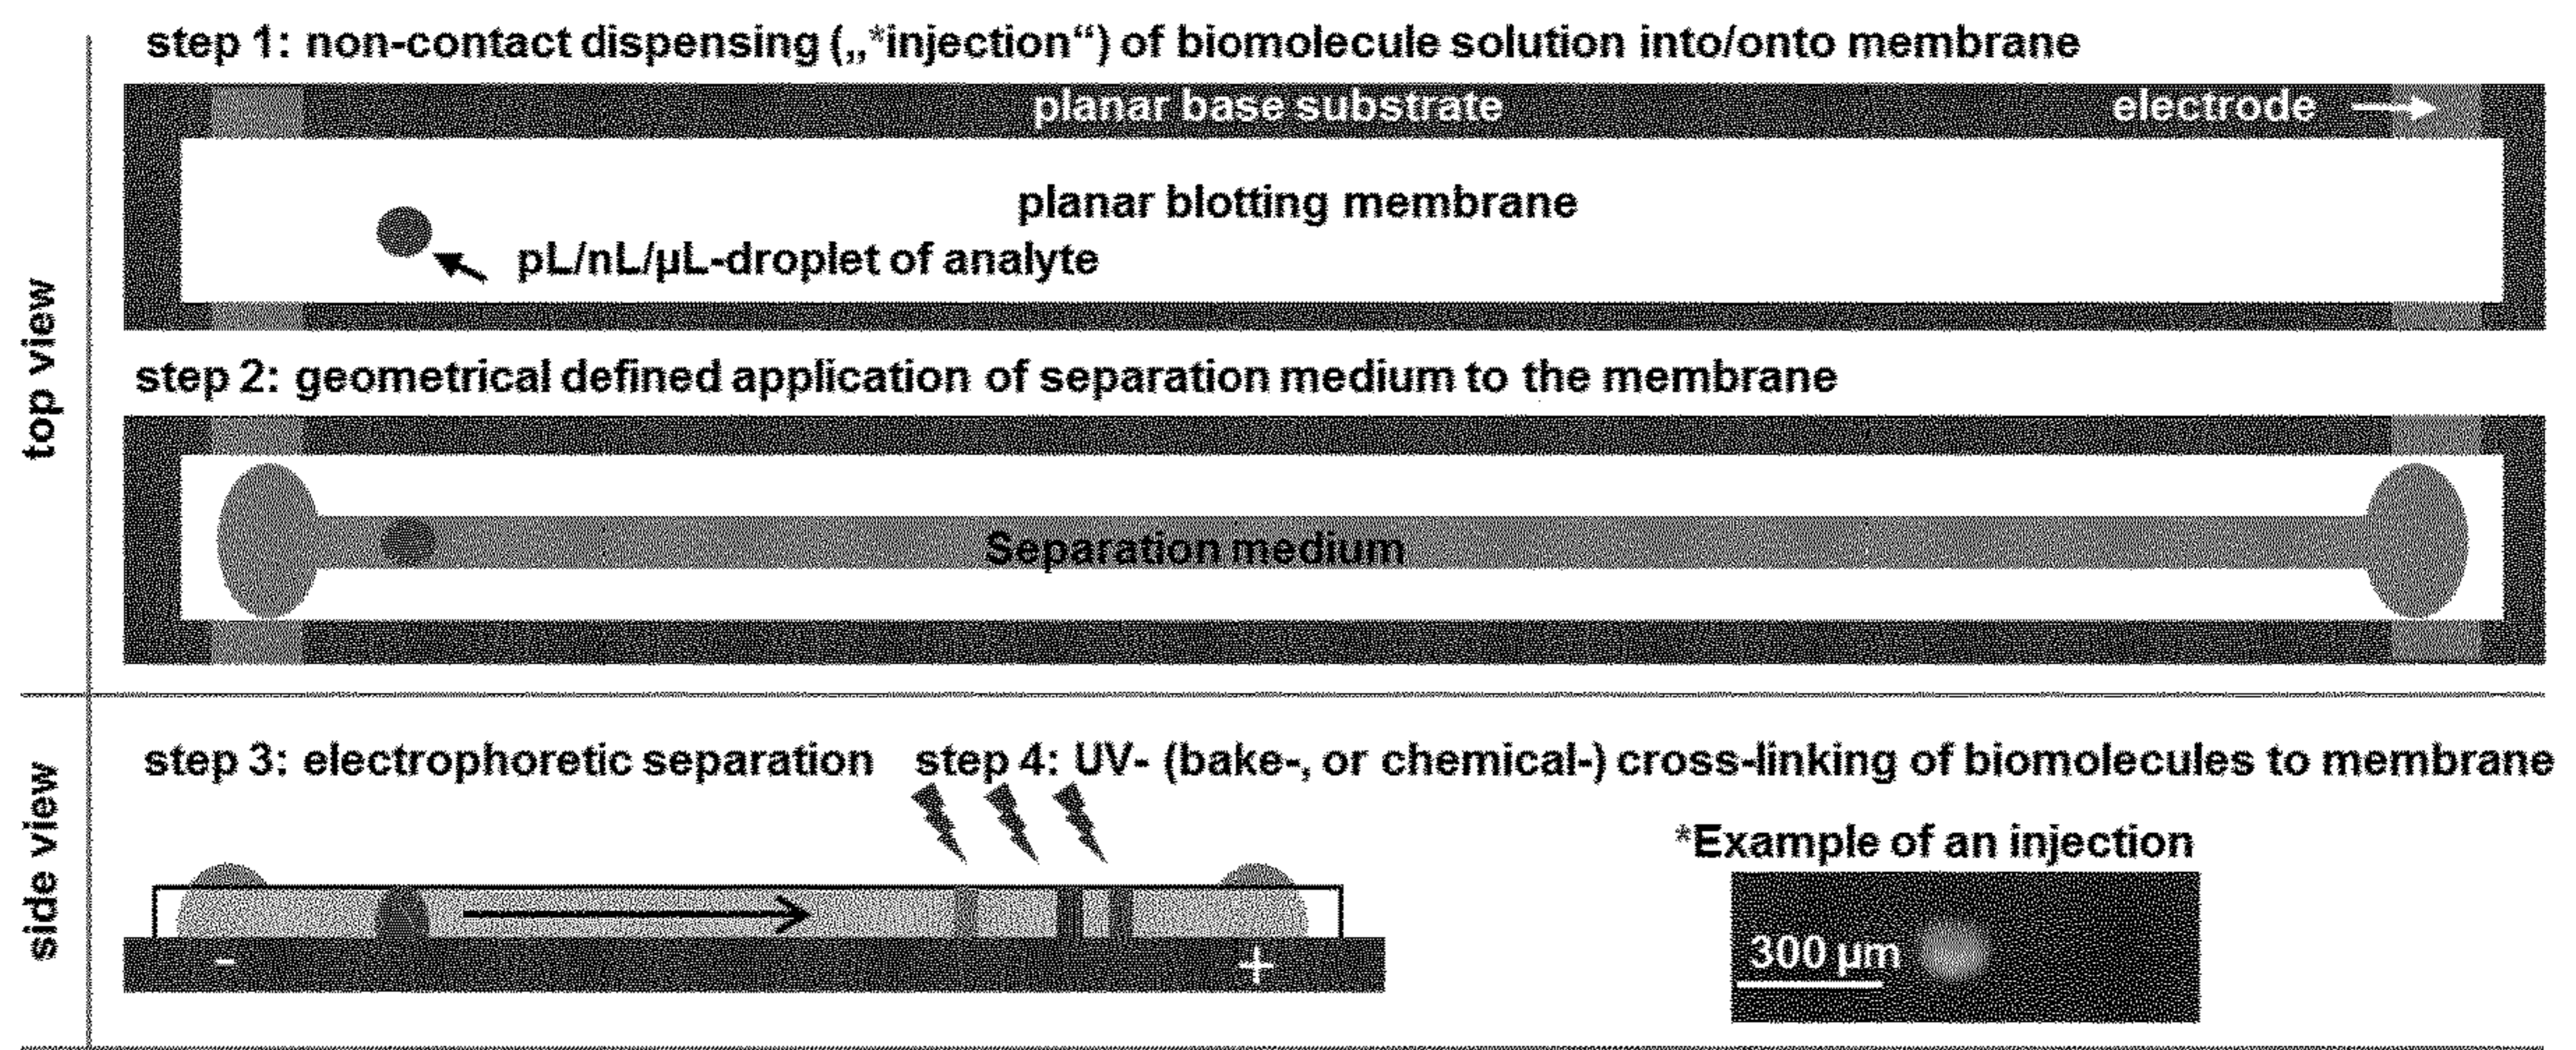 step 1: non-contact dispensing („*injection“) of biomolecule solution into/onto membrane
planar base substrate
electrode
planar blotting membrane
pL/nL/µL-droplet of analyte
top view
step 2: geometrical defined application of separation medium to the membrane
Separation medium
step 3: electrophoretic separation
step 4: UV- (bake-, or chemical-) cross-linking of biomolecules to membrane
side view
*Example of an injection
300 µm
-
+